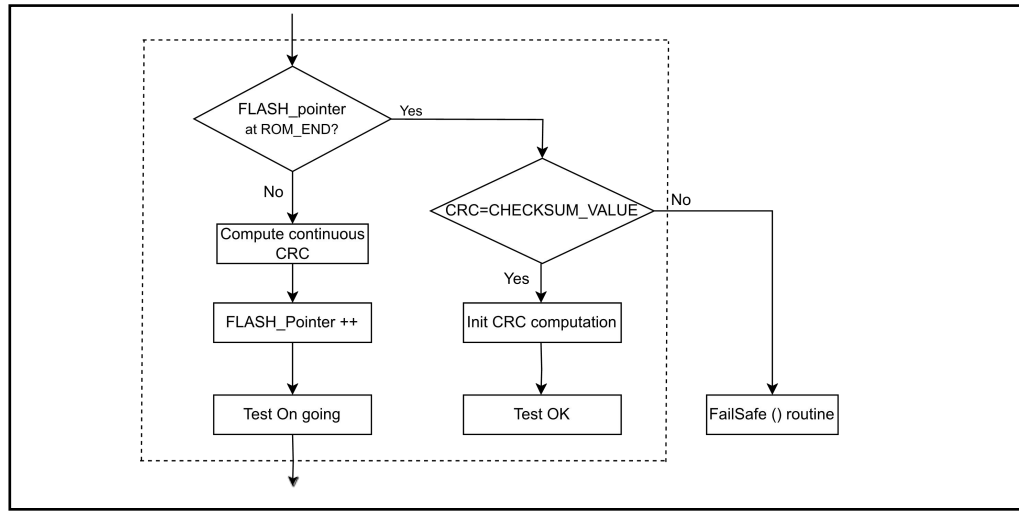 FLASH_pointer
at ROM_END?
Yes
No
Compute continuous
CRC
FLASH_Pointer ++
Test On going
CRC=CHECKSUM_VALUE
No
Yes
Init CRC computation
Test OK
FailSafe () routine